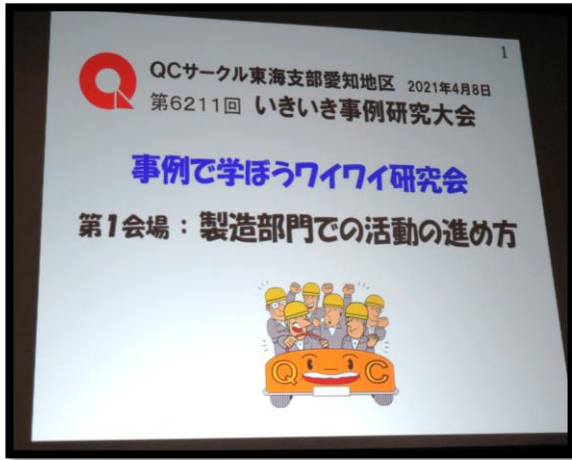 1
QCサークル東海支部愛知地区 2021年4月8日
第6211回 いきいき事例研究大会
事例で学ぼうワイワイ研究会
第1会場：製造部門での活動の進め方
Q C